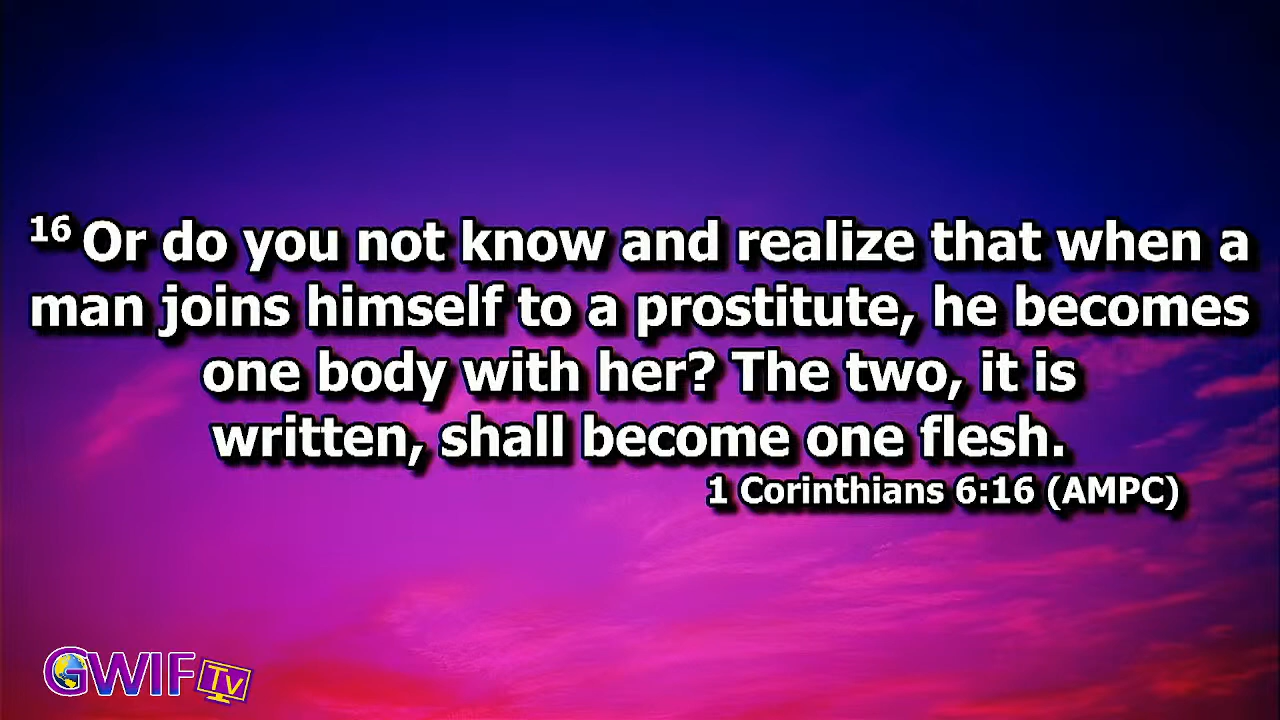 16 Or do you not know and realize that when a
man joins himself to a prostitute, he becomes
one body with her? The two, it is
written, shall become one flesh.
1 Corinthians 6:16 (AMPC)
GWIF TV